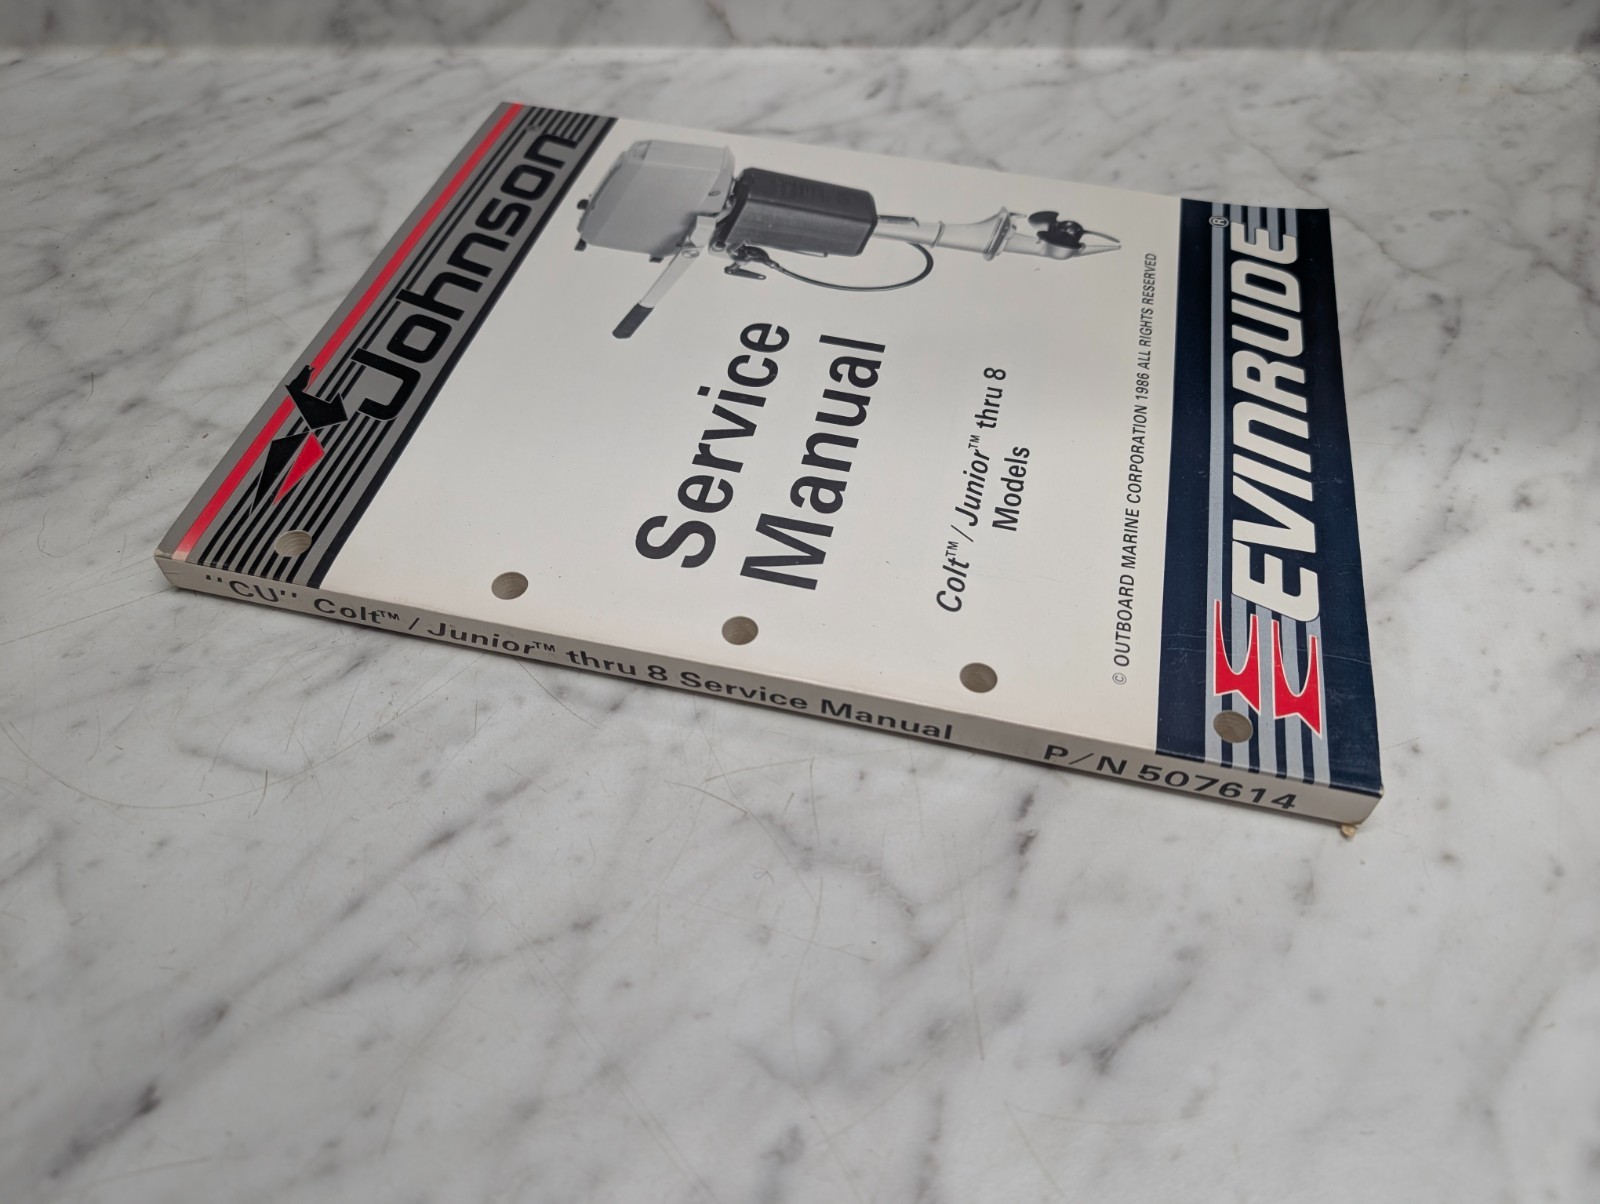 Johnson
Service
Manual
Colt™/Junior™ thru 8
Models
© OUTBOARD MARINE CORPORATION 1986 ALL RIGHTS RESERVED
EVINRUDE®
"CU" Colt™/Junior™ thru 8 Service Manual P/N 507614